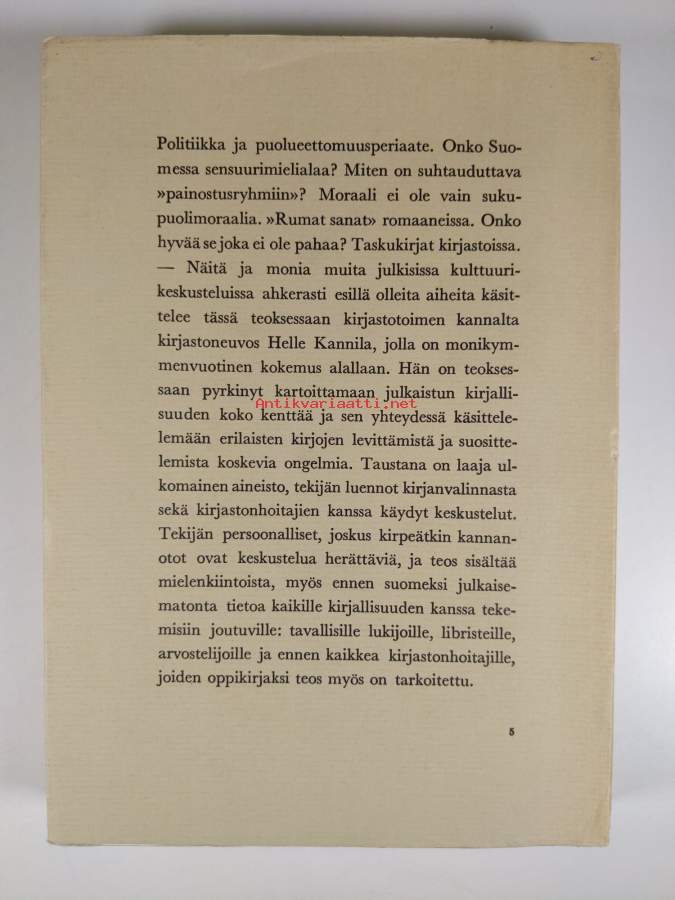 Politiikka ja puolueettomuusperiaate. Onko Suo-
messa sensuurimielialaa? Miten on suhtauduttava
»painostusryhmiin»? Moraali ei ole vain suku-
puolimoraalia. »Rumat sanat» romaaneissa. Onko
hyvää se joka ei ole pahaa? Taskukirjat kirjastoissa.
— Näitä ja monia muita julkisissa kulttuuri-
keskusteluissa ahkerasti esillä olleita aiheita käsit-
telee tässä teoksessaan kirjastotoimen kannalta
kirjastoneuvos Helle Kannila, jolla on monikym-
menvuotinen kokemus alallaan. Hän on teokses-
saan pyrkinyt kartoittamaan julkaistun kirjalli-
Antikvariaatti.net
suuden koko kenttää ja sen yhteydessä käsittele-
lemään erilaisten kirjojen levittämistä ja suositte-
lemista koskevia ongelmia. Taustana on laaja ul-
komainen aineisto, tekijän luennot kirjanvalinnasta
sekä kirjastonhoitajien kanssa käydyt keskustelut.
Tekijän persoonalliset, joskus kirpeätkin kannan-
otot ovat keskustelua herättäviä, ja teos sisältää
mielenkiintoista, myös ennen suomeksi julkaise-
matonta tietoa kaikille kirjallisuuden kanssa teke-
misiin joutuville: tavallisille lukijoille, libristeille,
arvostelijoille ja ennen kaikkea kirjastonhoitajille,
joiden oppikirjaksi teos myös on tarkoitettu.
5